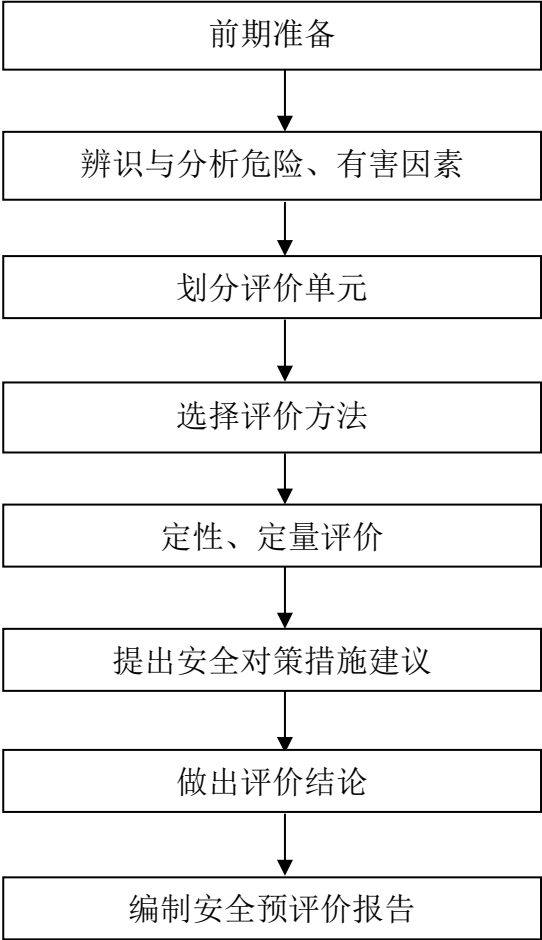 前期准备
辨识与分析危险、有害因素
划分评价单元
选择评价方法
定性、定量评价
提出安全对策措施建议
做出评价结论
编制安全预评价报告